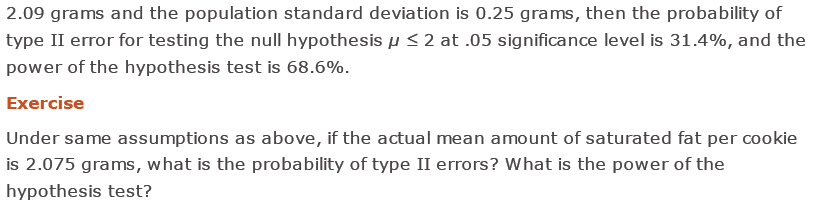 2.09 grams and the population standard deviation is 0.25 grams, then the probability of
type II error for testing the null hypothesis μ ≤ 2 at .05 significance level is 31.4%, and the
power of the hypothesis test is 68.6%.
Exercise
Under same assumptions as above, if the actual mean amount of saturated fat per cookie
is 2.075 grams, what is the probability of type II errors? What is the power of the
hypothesis test?